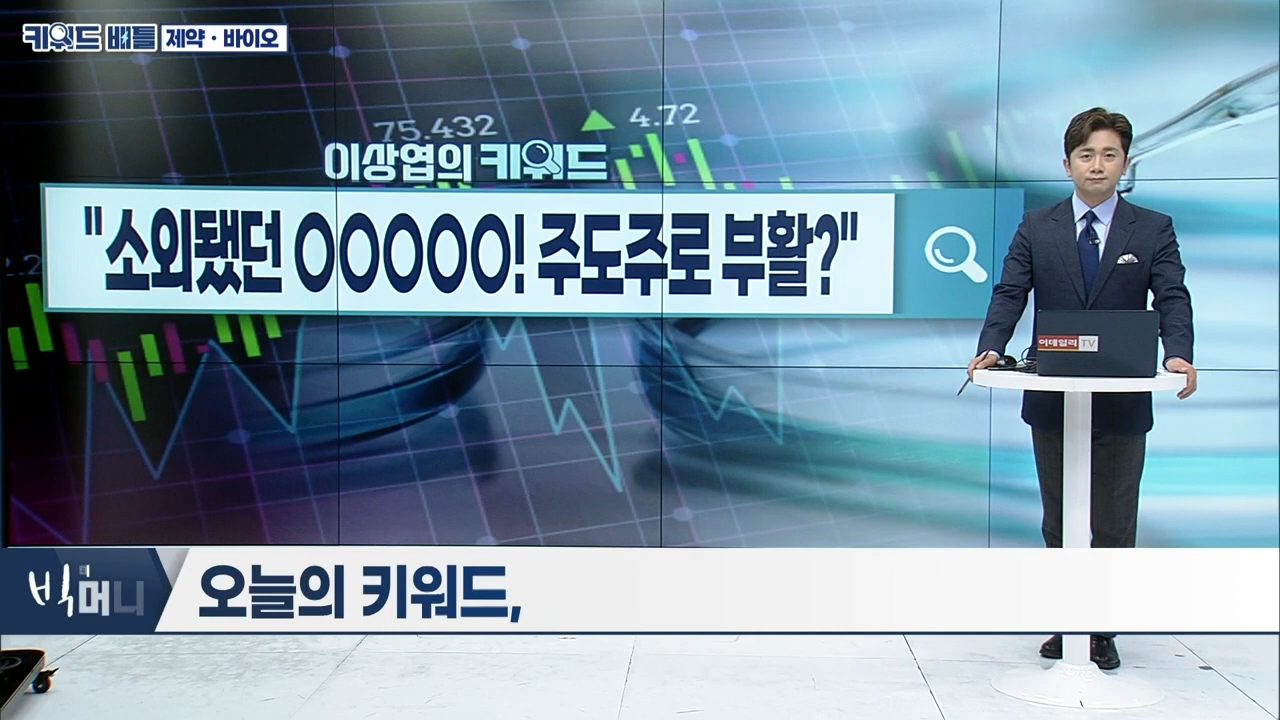 키워드 배틀 제약·바이오
75.432 4.72
이상엽의 키워드
"소외됐던 OOOOO! 주도주로 부활?"
이데일리TV
빅 머니
오늘의 키워드,